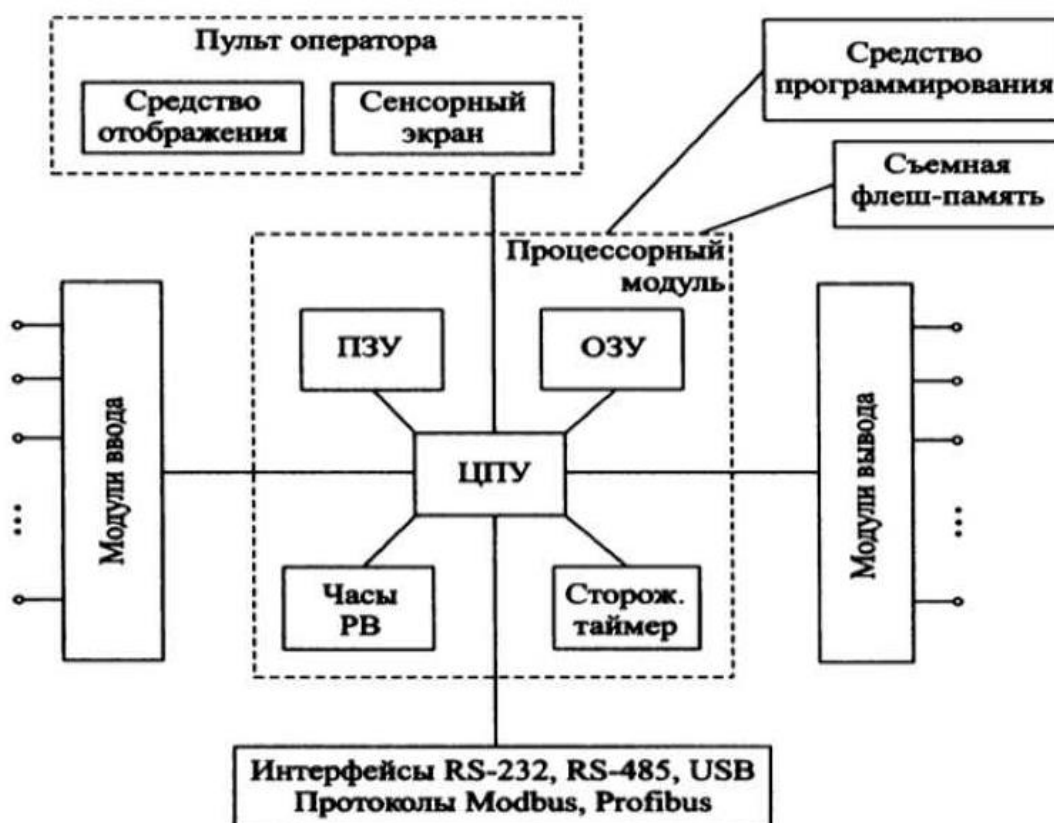 Пульт оператора
Средство
отображения
Сенсорный
экран
Средство
программирования
Съемная
флеш-память
Процессорный
модуль
ПЗУ
ОЗУ
ЦПУ
Часы
РВ
Сторож.
таймер
Модули ввода
Модули вывода
Интерфейсы RS-232, RS-485, USB
Протоколы Modbus, Profibus